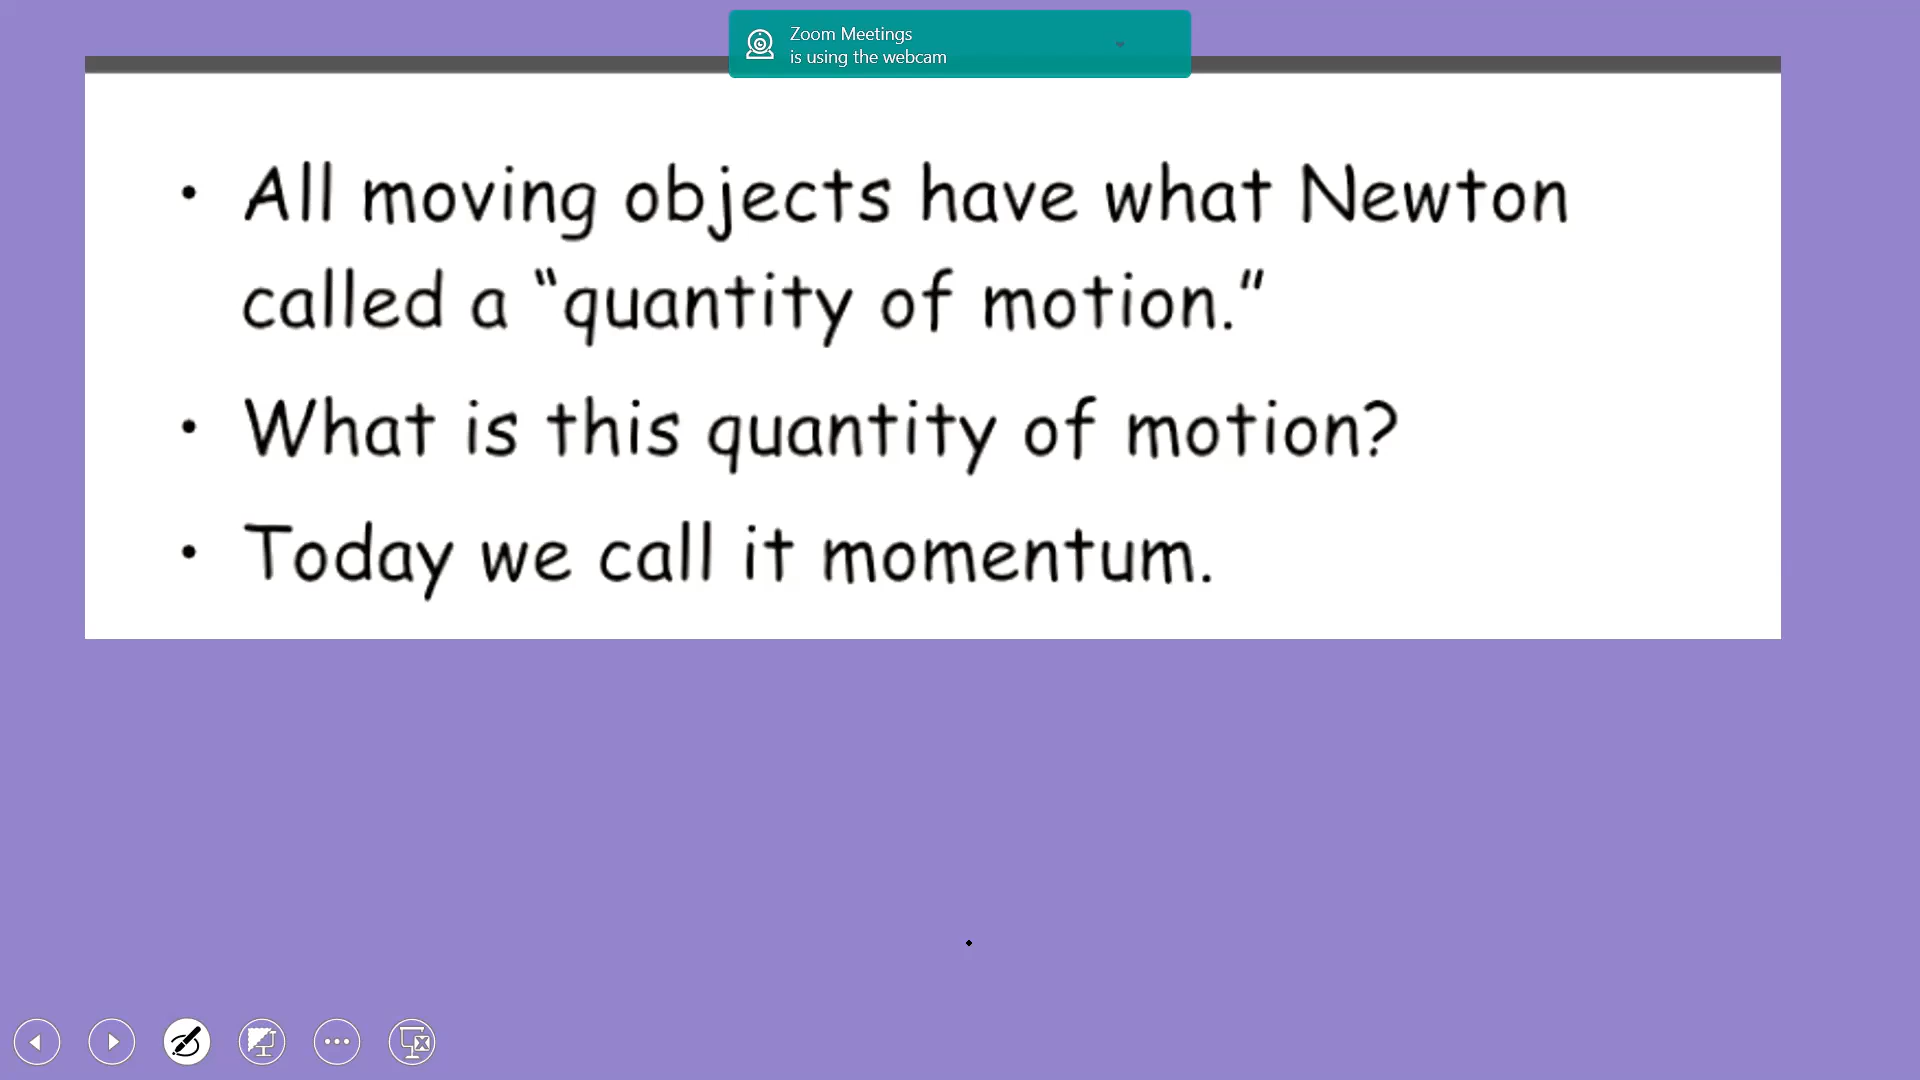 Zoom Meetings
is using the webcam
• All moving objects have what Newton
called a “quantity of motion.”
• What is this quantity of motion?
• Today we call it momentum.